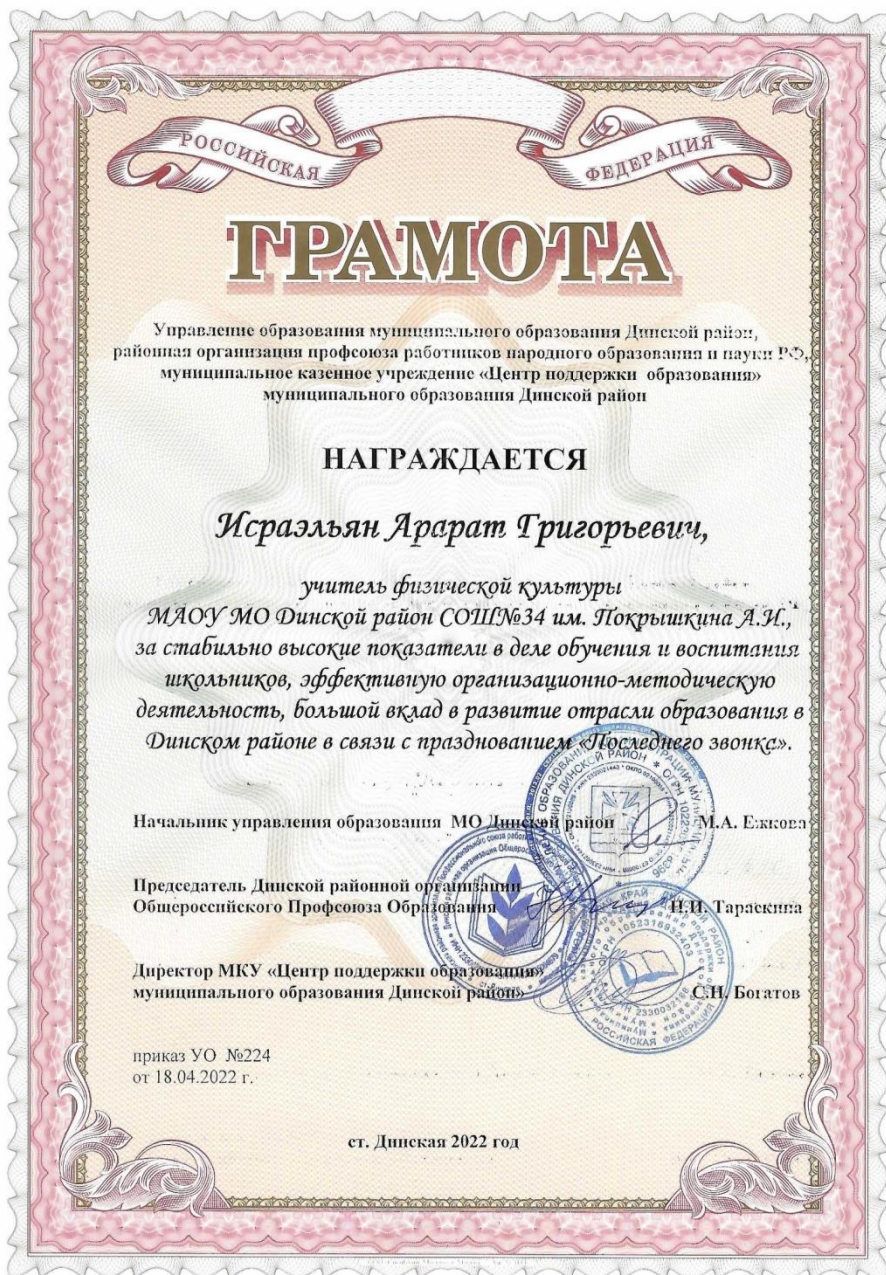 РОССИЙСКАЯ
ФЕДЕРАЦИЯ
ГРАМОТА
Управление образования муниципального образования Динской район,
районная организация профсоюза работников народного образования и науки РФ,
муниципальное казенное учреждение «Центр поддержки образования»
муниципального образования Динской район
НАГРАЖДАЕТСЯ
Исраэльян Арарат Григорьевич,
учитель физической культуры
МАОУ МО Динской район СОШ№34 им. Покрышкина А.И.,
за стабильно высокие показатели в деле обучения и воспитания
школьников, эффективную организационно-методическую
деятельность, большой вклад в развитие отрасли образования в
Динском районе в связи с празднованием «Последнего звонка».
Начальник управления образования МО Динской район М.А. Ежкова
Председатель Динской районной организации
Общероссийского Профсоюза Образования Н.И. Тараскина
Директор МКУ «Центр поддержки образования»
муниципального образования Динской район» С.Н. Богатов
приказ УО №224
от 18.04.2022 г.
ст. Динская 2022 год